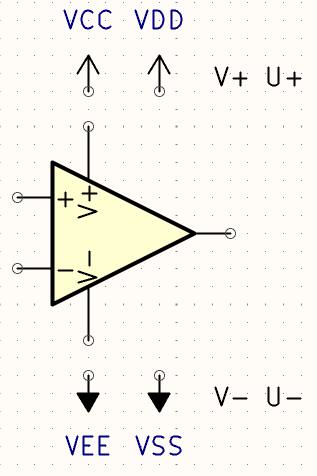 VCC VDD
V+ U+
+ V+
− V−
V− U−
VEE VSS